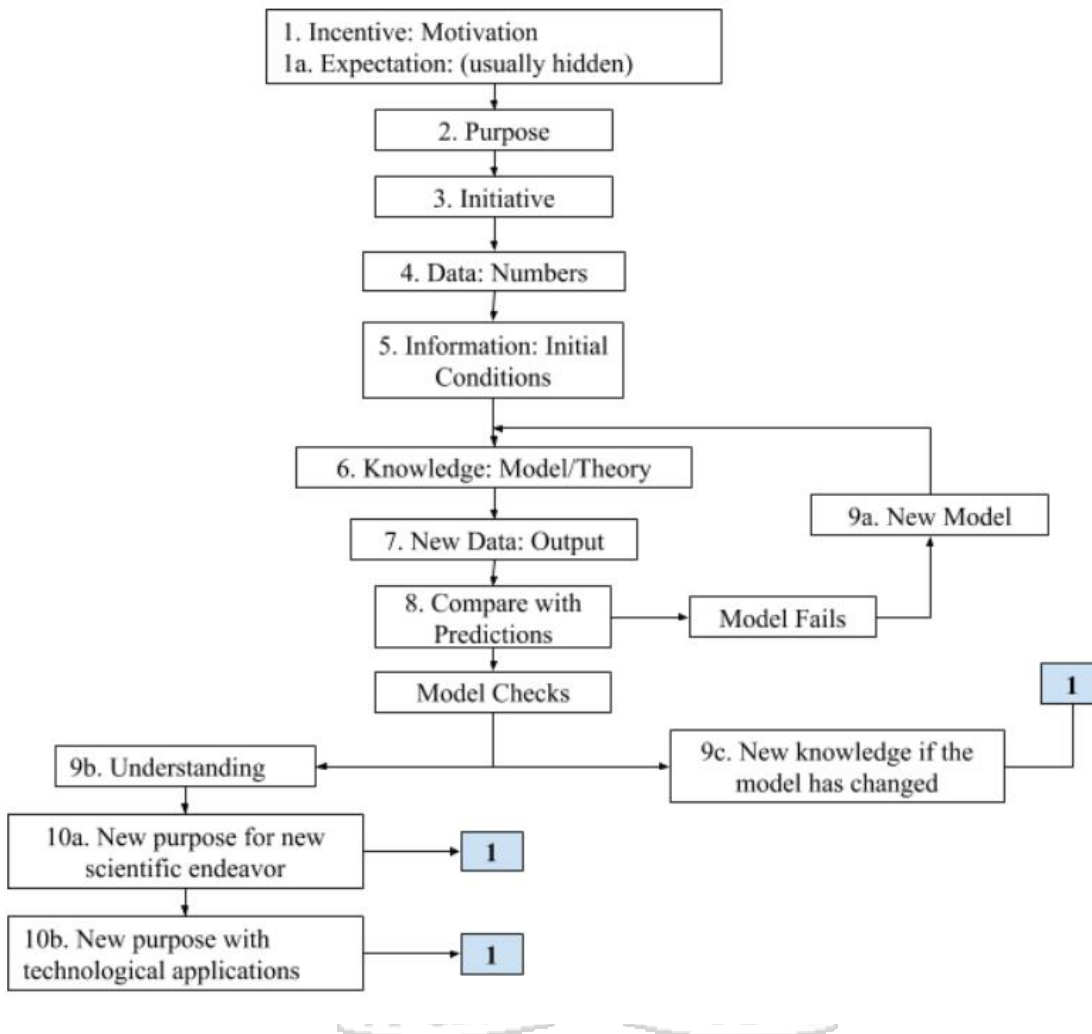 1. Incentive: Motivation
1a. Expectation: (usually hidden)
2. Purpose
3. Initiative
4. Data: Numbers
5. Information: Initial
Conditions
6. Knowledge: Model/Theory
9a. New Model
7. New Data: Output
8. Compare with
Predictions
Model Fails
Model Checks
1
9b. Understanding
9c. New knowledge if the
model has changed
10a. New purpose for new
scientific endeavor
1
10b. New purpose with
technological applications
1